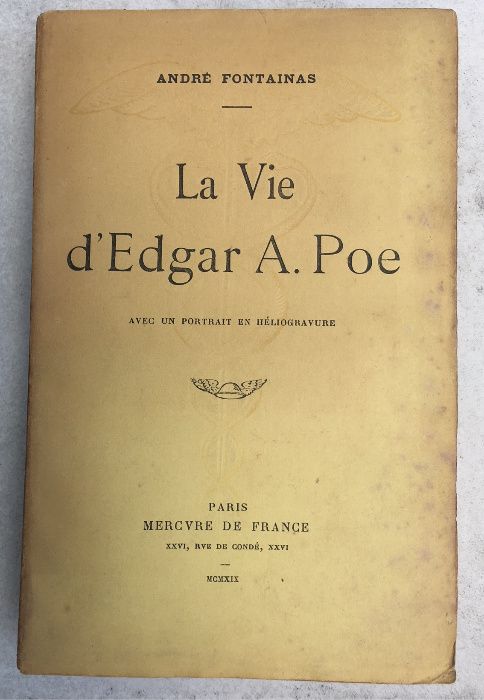 ANDRÉ FONTAINAS
La Vie
d'Edgar A. Poe
AVEC UN PORTRAIT EN HÉLIOGRAVURE
PARIS
MERCVRE DE FRANCE
XXVI, RVE DE CONDÉ, XXVI
MCMXIX